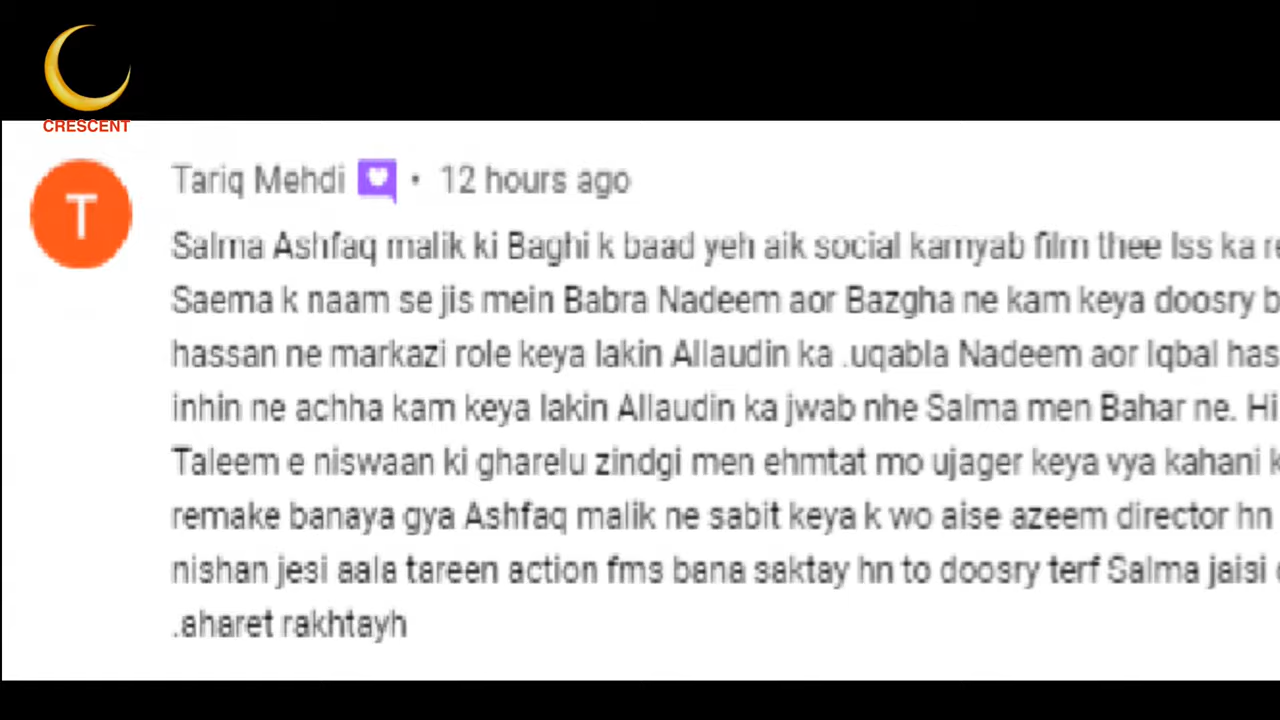 CRESCENT
T
Tariq Mehdi • 12 hours ago
Salma Ashfaq malik ki Baghi k baad yeh aik social kamyab film thee Iss ka re
Saema k naam se jis mein Babra Nadeem aor Bazgha ne kam keya doosry b
hassan ne markazi role keya lakin Allaudin ka .uqabla Nadeem aor Iqbal has
inhin ne achha kam keya lakin Allaudin ka jwab nhe Salma men Bahar ne. Hi
Taleem e niswaan ki gharelu zindgi men ehmtat mo ujager keya vya kahani k
remake banaya gya Ashfaq malik ne sabit keya k wo aise azeem director hn
nishan jesi aala tareen action fms bana saktay hn to doosry terf Salma jaisi
.aharet rakhtayh